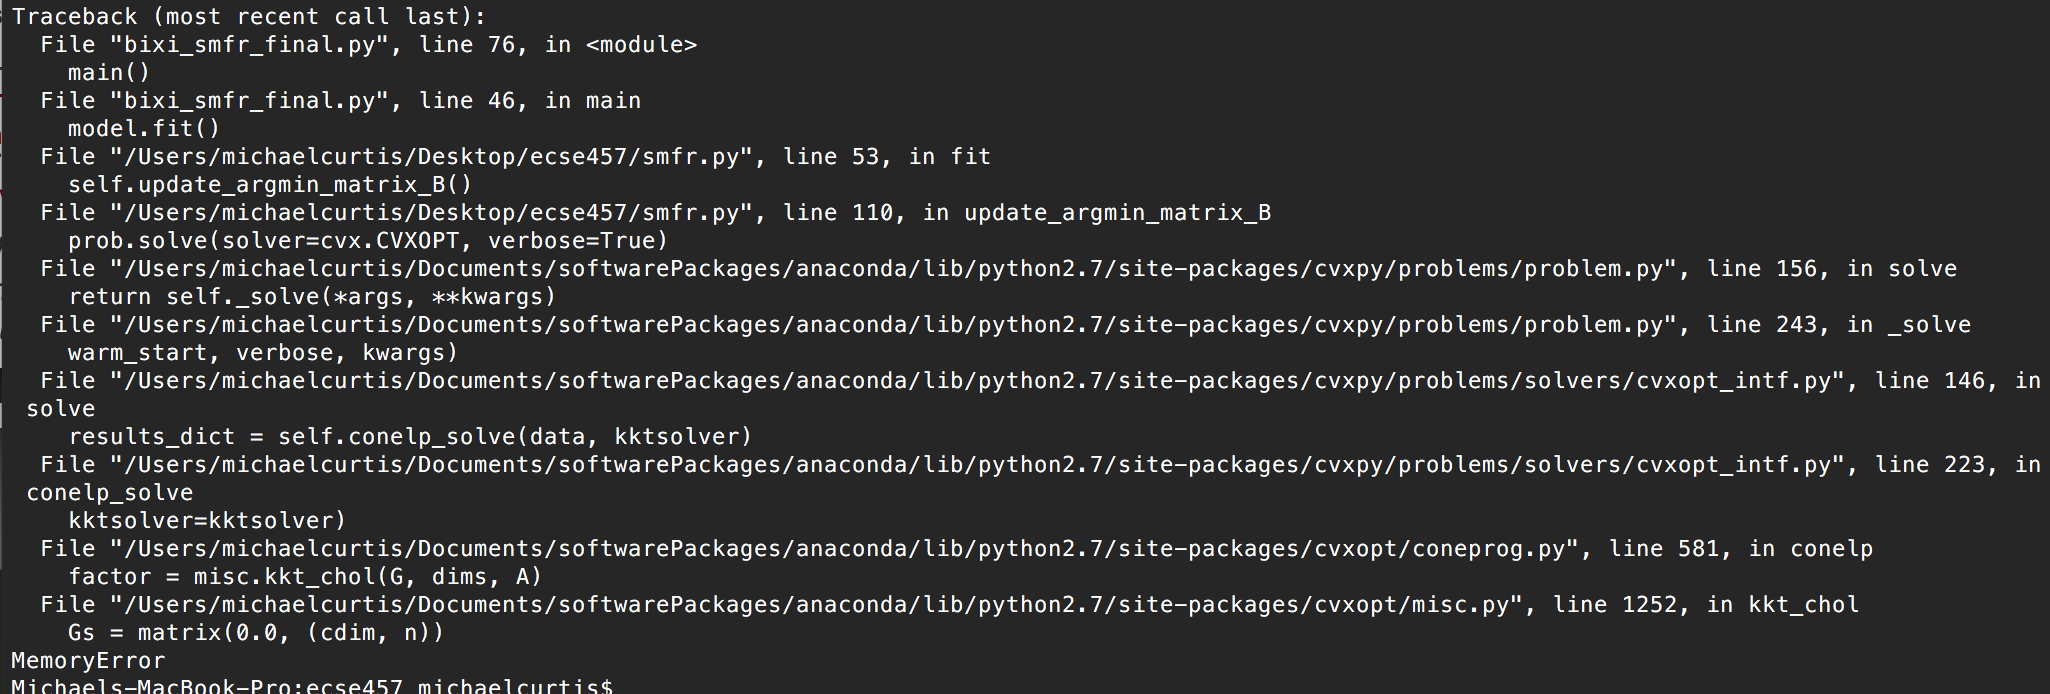 Traceback (most recent call last):
  File "bixi_smfr_final.py", line 76, in <module>
    main()
  File "bixi_smfr_final.py", line 46, in main
    model.fit()
  File "/Users/michaelcurtis/Desktop/ecse457/smfr.py", line 53, in fit
    self.update_argmin_matrix_B()
  File "/Users/michaelcurtis/Desktop/ecse457/smfr.py", line 110, in update_argmin_matrix_B
    prob.solve(solver=cvx.CVXOPT, verbose=True)
  File "/Users/michaelcurtis/Documents/softwarePackages/anaconda/lib/python2.7/site-packages/cvxpy/problems/problem.py", line 156, in solve
    return self._solve(*args, **kwargs)
  File "/Users/michaelcurtis/Documents/softwarePackages/anaconda/lib/python2.7/site-packages/cvxpy/problems/problem.py", line 243, in _solve
    warm_start, verbose, kwargs)
  File "/Users/michaelcurtis/Documents/softwarePackages/anaconda/lib/python2.7/site-packages/cvxpy/problems/solvers/cvxopt_intf.py", line 146, in
 solve
    results_dict = self.conelp_solve(data, kktsolver)
  File "/Users/michaelcurtis/Documents/softwarePackages/anaconda/lib/python2.7/site-packages/cvxpy/problems/solvers/cvxopt_intf.py", line 223, in
 conelp_solve
    kktsolver=kktsolver)
  File "/Users/michaelcurtis/Documents/softwarePackages/anaconda/lib/python2.7/site-packages/cvxopt/coneprog.py", line 581, in conelp
    factor = misc.kkt_chol(G, dims, A)
  File "/Users/michaelcurtis/Documents/softwarePackages/anaconda/lib/python2.7/site-packages/cvxopt/misc.py", line 1252, in kkt_chol
    Gs = matrix(0.0, (cdim, n))
MemoryError
Michaels-MacBook-Pro:ecse457 michaelcurtis$